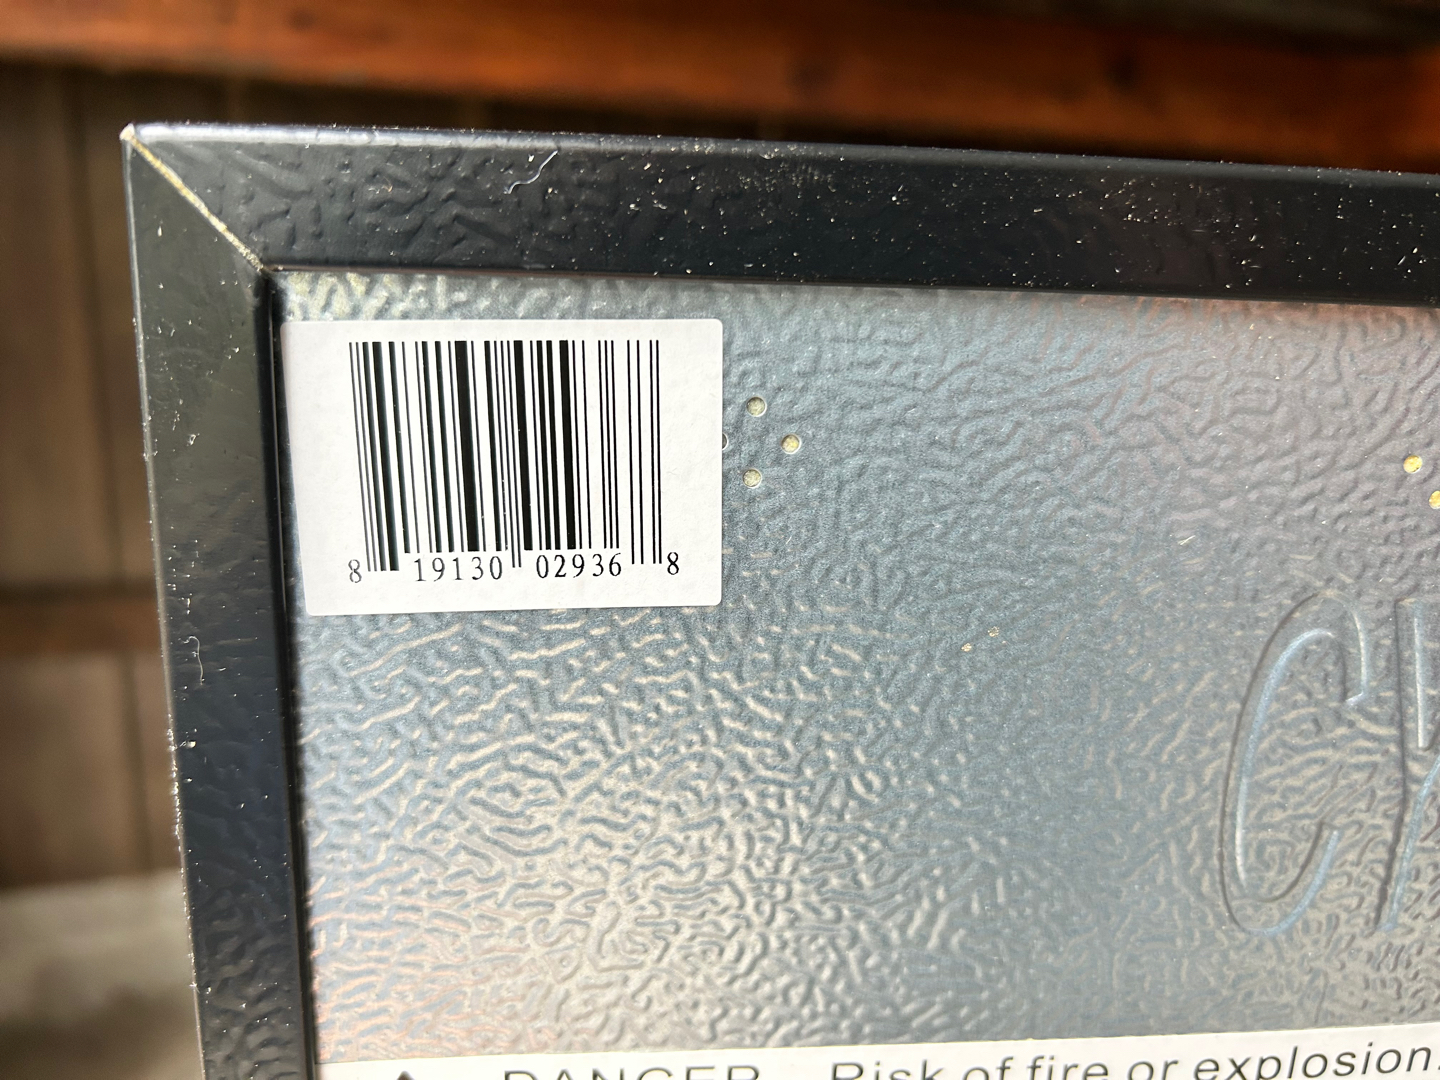 8 19130 02936 8
C
DANGER Risk of fire or explosion.